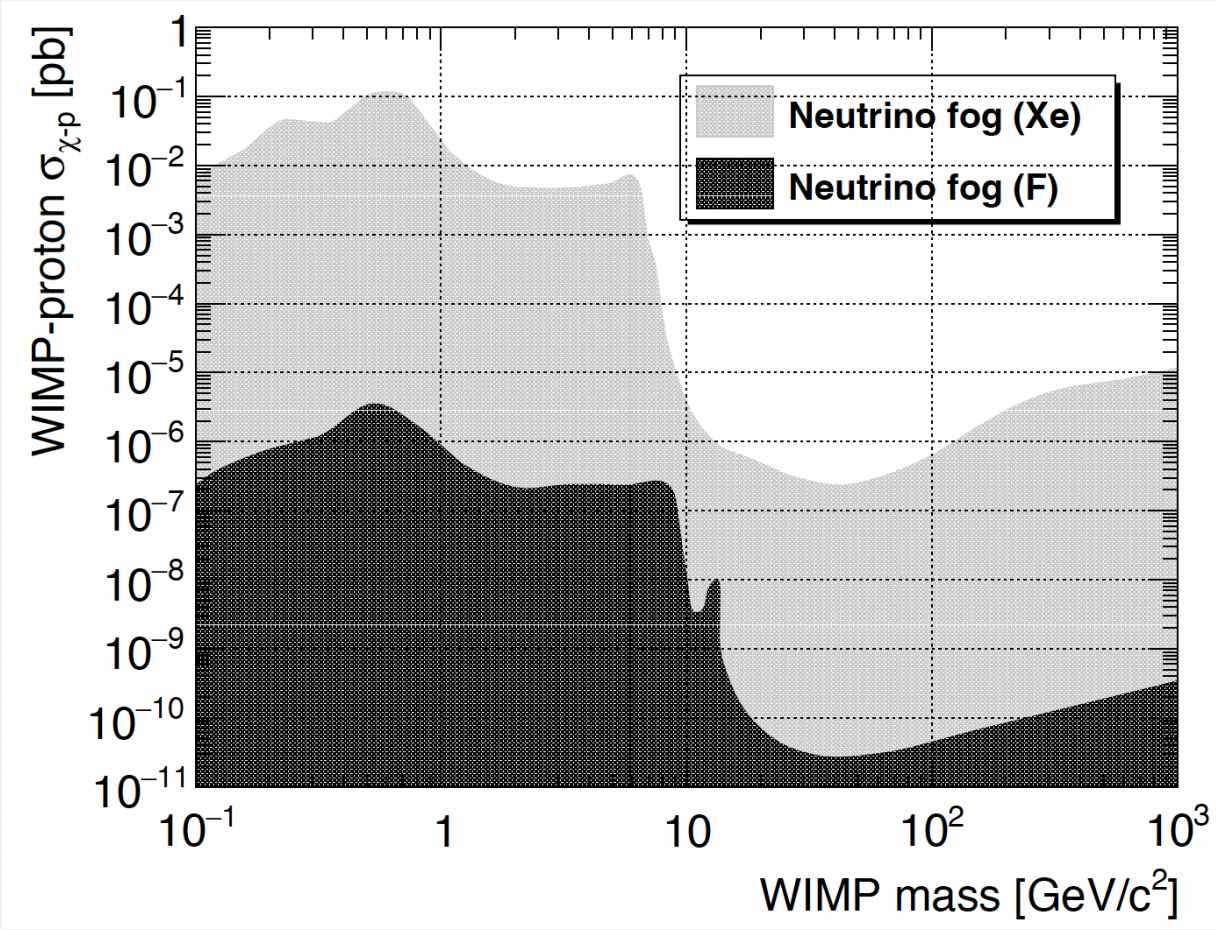 WIMP-proton σχ-p [pb]
1
10−1
10−2
10−3
10−4
10−5
10−6
10−7
10−8
10−9
10−10
10−11
Neutrino fog (Xe)
Neutrino fog (F)
10−1 1 10 10² 10³
WIMP mass [GeV/c²]